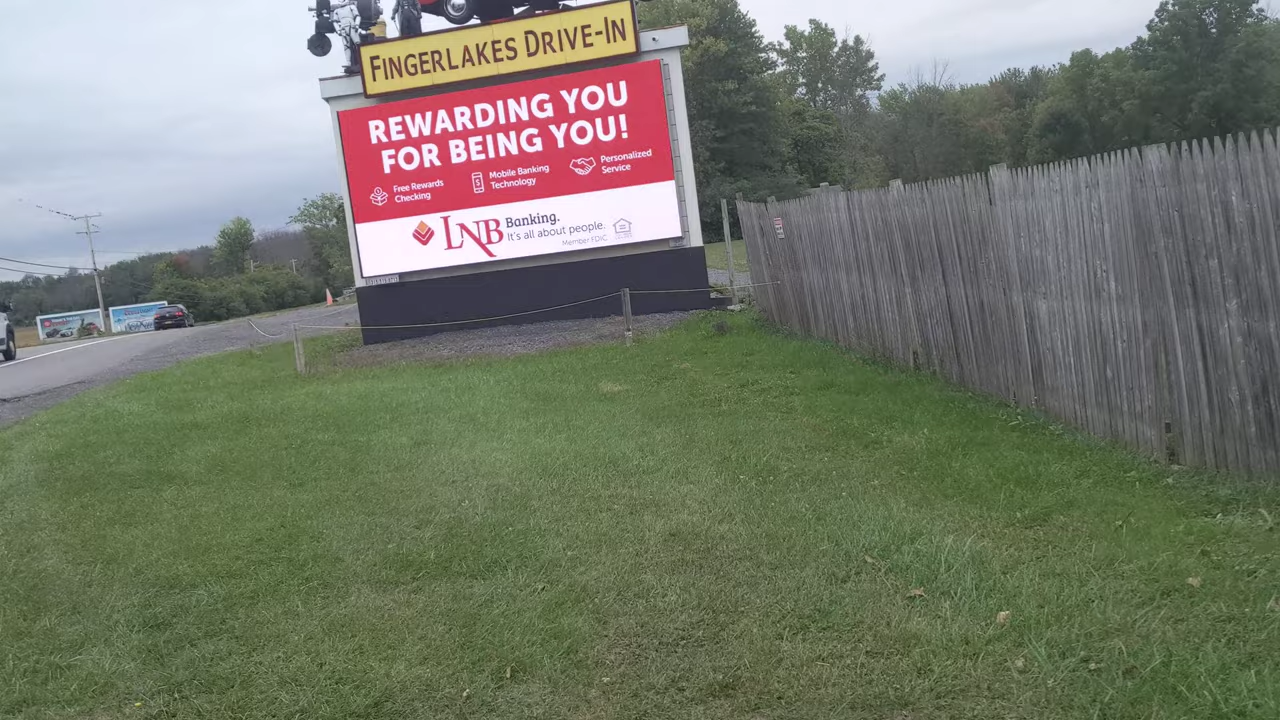 FINGERLAKES DRIVE-IN
REWARDING YOU
FOR BEING YOU!
Free Rewards
Checking
Mobile Banking
Technology
Personalized
Service
LNB
Banking.
It's all about people.
Member FDIC